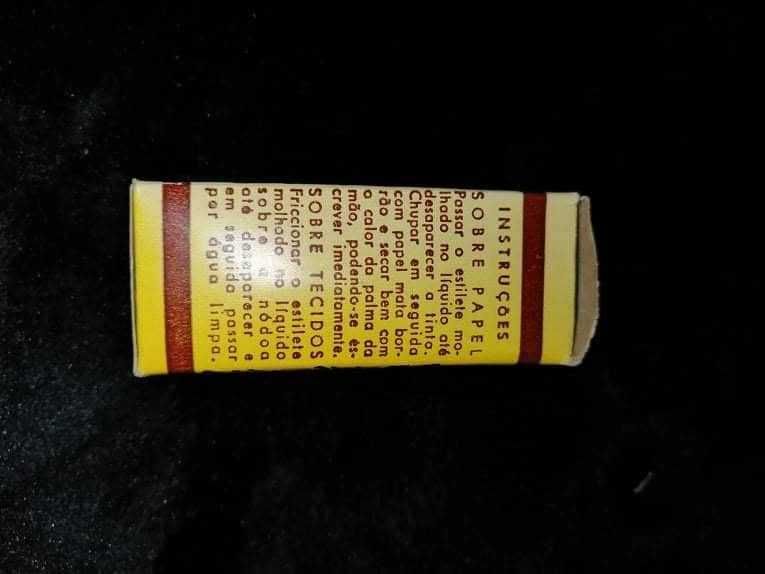 INSTRUÇÕES
SOBRE PAPEL
Passar o estilete mo-
lhado no líquido até
desaparecer a tinta.
Chupar em seguida
com papel mata bor-
rão e secar bem com
o calor da palma da
mão, podendo-se es-
crever imediatamente.
SOBRE TECIDOS
Friccionar o estilete
molhado no líquido
sobre a nódoa
até desaparecer e
em seguida passar
por água limpa.